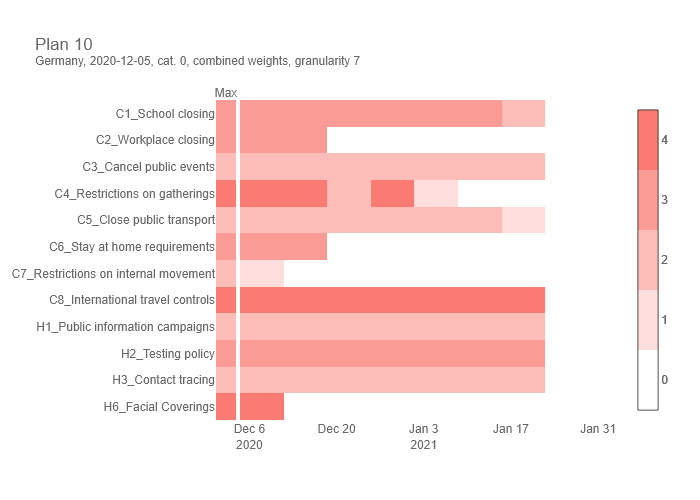 Plan 10
Germany, 2020-12-05, cat. 0, combined weights, granularity 7
Max
C1_School closing
C2_Workplace closing
C3_Cancel public events
C4_Restrictions on gatherings
C5_Close public transport
C6_Stay at home requirements
C7_Restrictions on internal movement
C8_International travel controls
H1_Public information campaigns
H2_Testing policy
H3_Contact tracing
H6_Facial Coverings
Dec 6 Dec 20 Jan 3 Jan 17 Jan 31
2020 2021
4
3
2
1
0